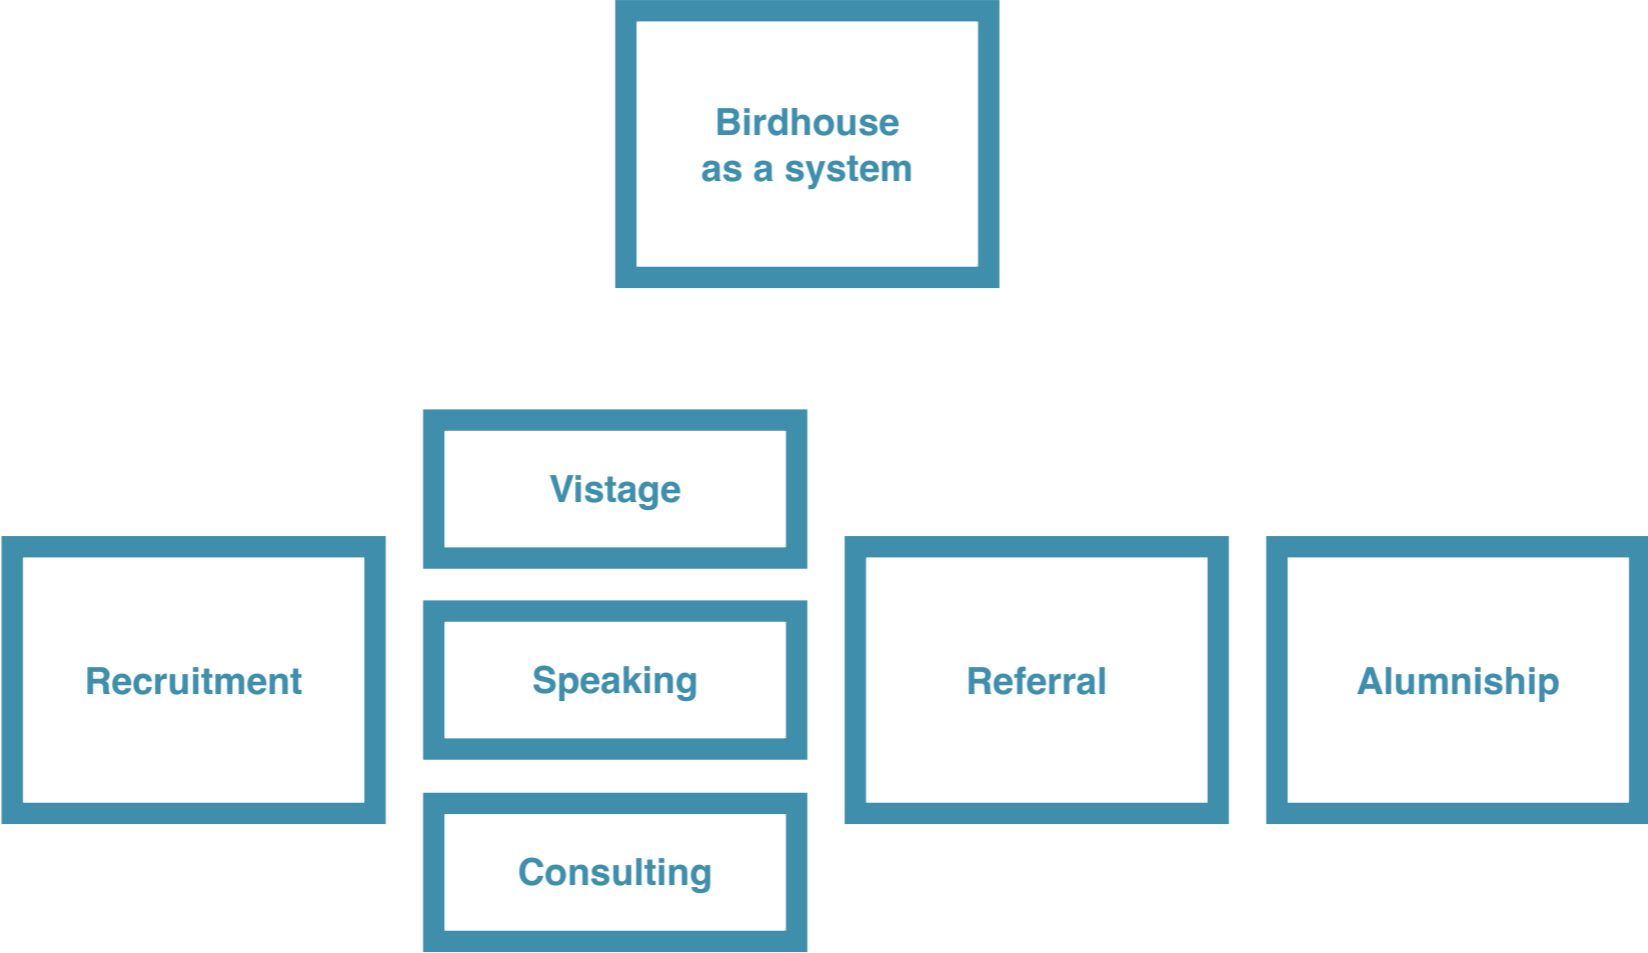 Birdhouse
as a system
Vistage
Recruitment
Speaking
Referral
Alumniship
Consulting